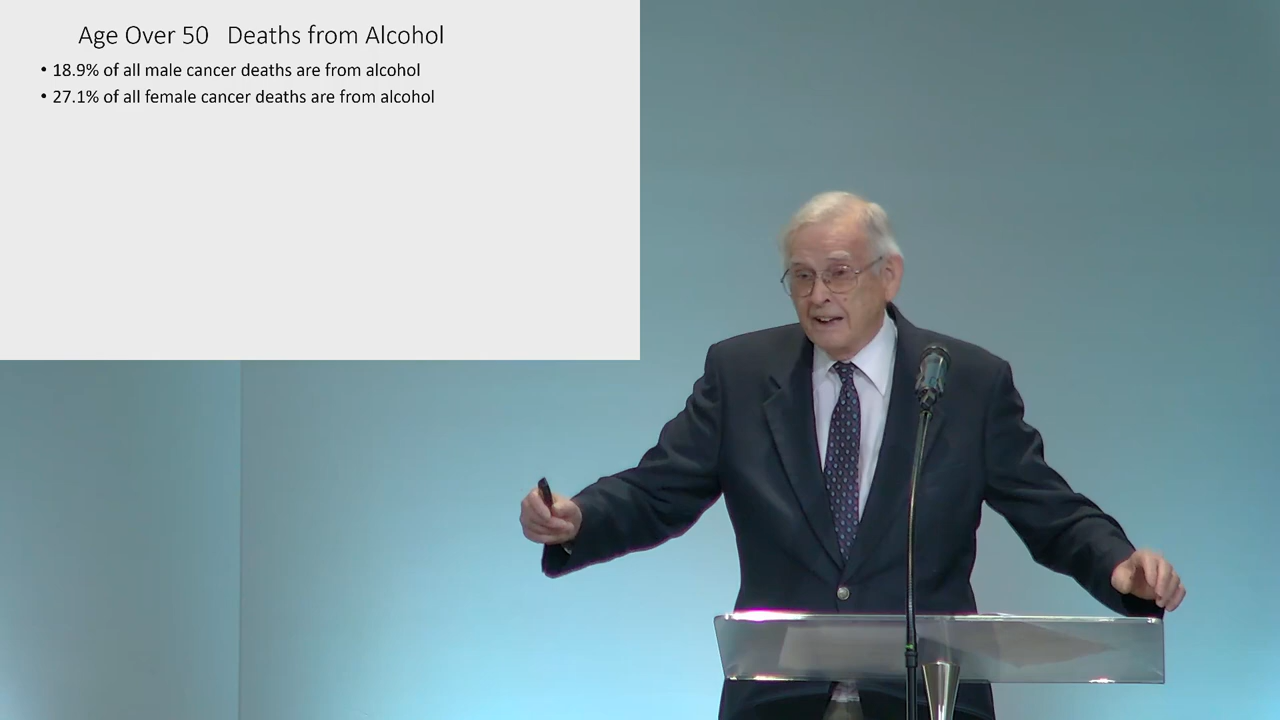 Age Over 50 Deaths from Alcohol
• 18.9% of all male cancer deaths are from alcohol
• 27.1% of all female cancer deaths are from alcohol